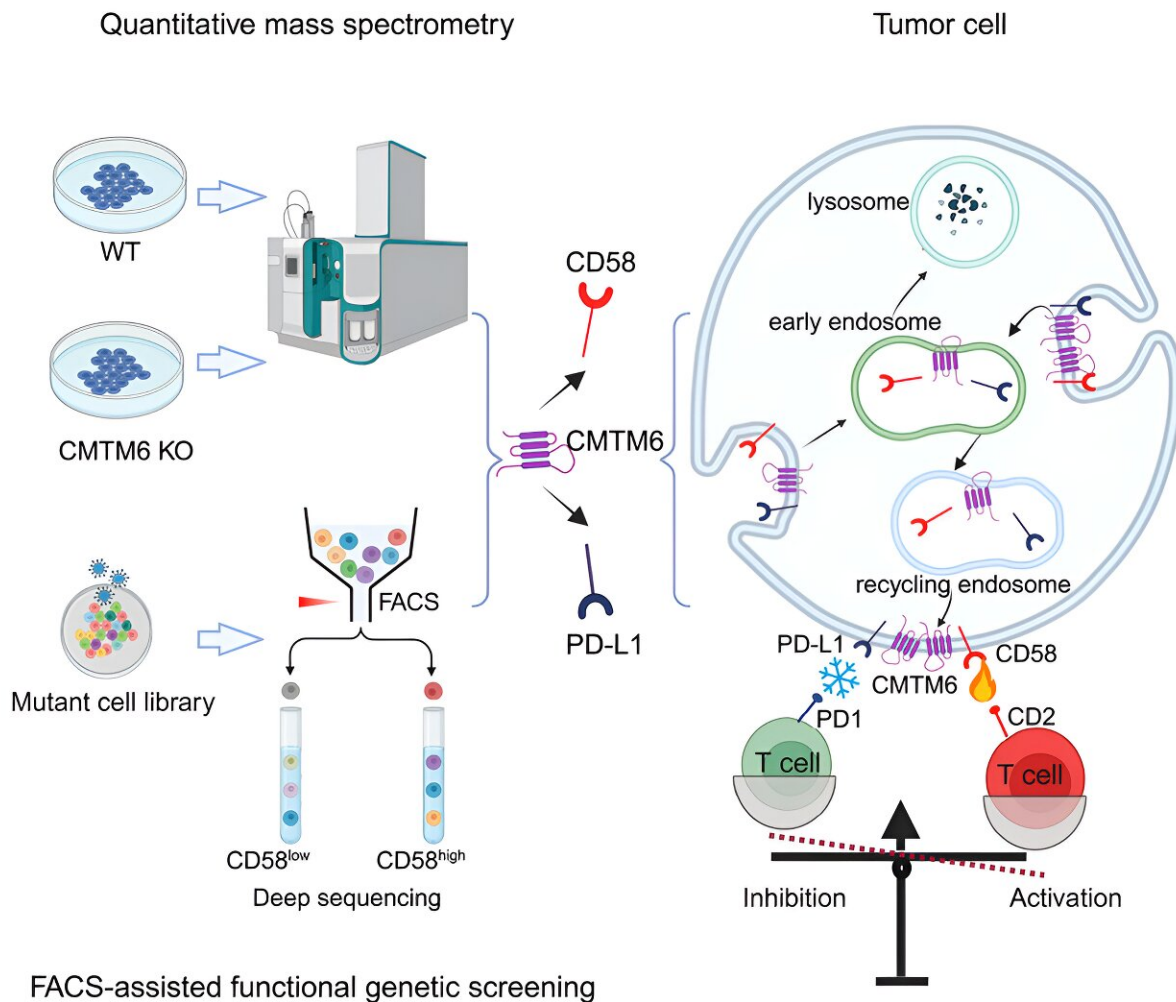 Quantitative mass spectrometry
WT
CMTM6 KO
Mutant cell library
FACS
CD58low
CD58high
Deep sequencing
FACS-assisted functional genetic screening
CD58
CMTM6
PD-L1
Tumor cell
lysosome
early endosome
recycling endosome
PD-L1
CMTM6
CD58
PD1
CD2
T cell
T cell
Inhibition
Activation